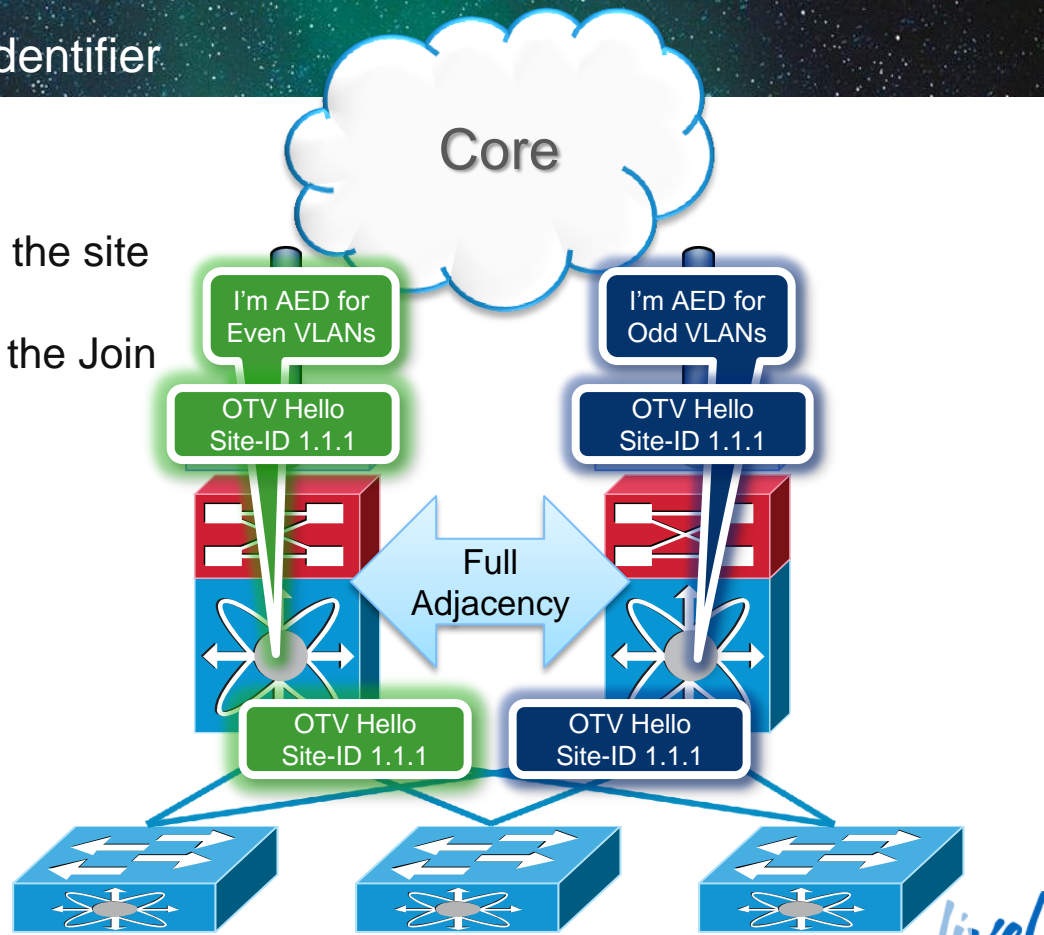 dentifier
Core
the site
I'm AED for
Even VLANs
I'm AED for
Odd VLANs
the Join
OTV Hello
Site-ID 1.1.1
OTV Hello
Site-ID 1.1.1
Full
Adjacency
OTV Hello
Site-ID 1.1.1
OTV Hello
Site-ID 1.1.1